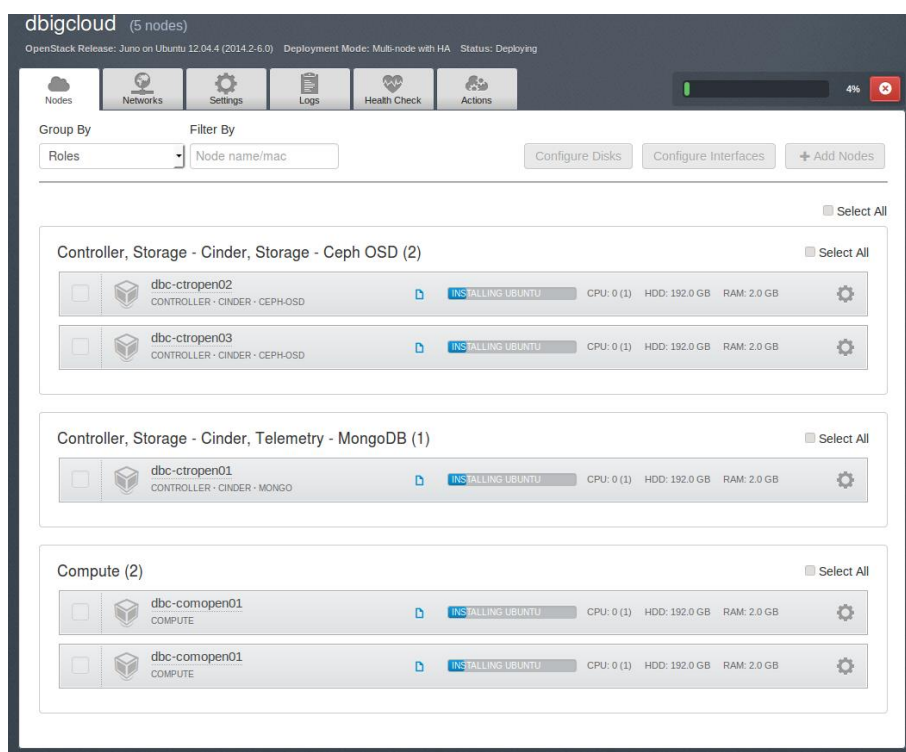 dbigcloud (5 nodes)
OpenStack Release: Juno on Ubuntu 12.04.4 (2014.2-6.0) Deployment Mode: Multi-node with HA Status: Deploying
Nodes Networks Settings Logs Health Check Actions 4%
Group By Filter By
Roles Node name/mac Configure Disks Configure Interfaces + Add Nodes
Select All
Controller, Storage - Cinder, Storage - Ceph OSD (2) Select All
dbc-ctropen02
CONTROLLER · CINDER · CEPH-OSD INSTALLING UBUNTU CPU: 0 (1) HDD: 192.0 GB RAM: 2.0 GB
dbc-ctropen03
CONTROLLER · CINDER · CEPH-OSD INSTALLING UBUNTU CPU: 0 (1) HDD: 192.0 GB RAM: 2.0 GB
Controller, Storage - Cinder, Telemetry - MongoDB (1) Select All
dbc-ctropen01
CONTROLLER · CINDER · MONGO INSTALLING UBUNTU CPU: 0 (1) HDD: 192.0 GB RAM: 2.0 GB
Compute (2) Select All
dbc-comopen01
COMPUTE INSTALLING UBUNTU CPU: 0 (1) HDD: 192.0 GB RAM: 2.0 GB
dbc-comopen01
COMPUTE INSTALLING UBUNTU CPU: 0 (1) HDD: 192.0 GB RAM: 2.0 GB